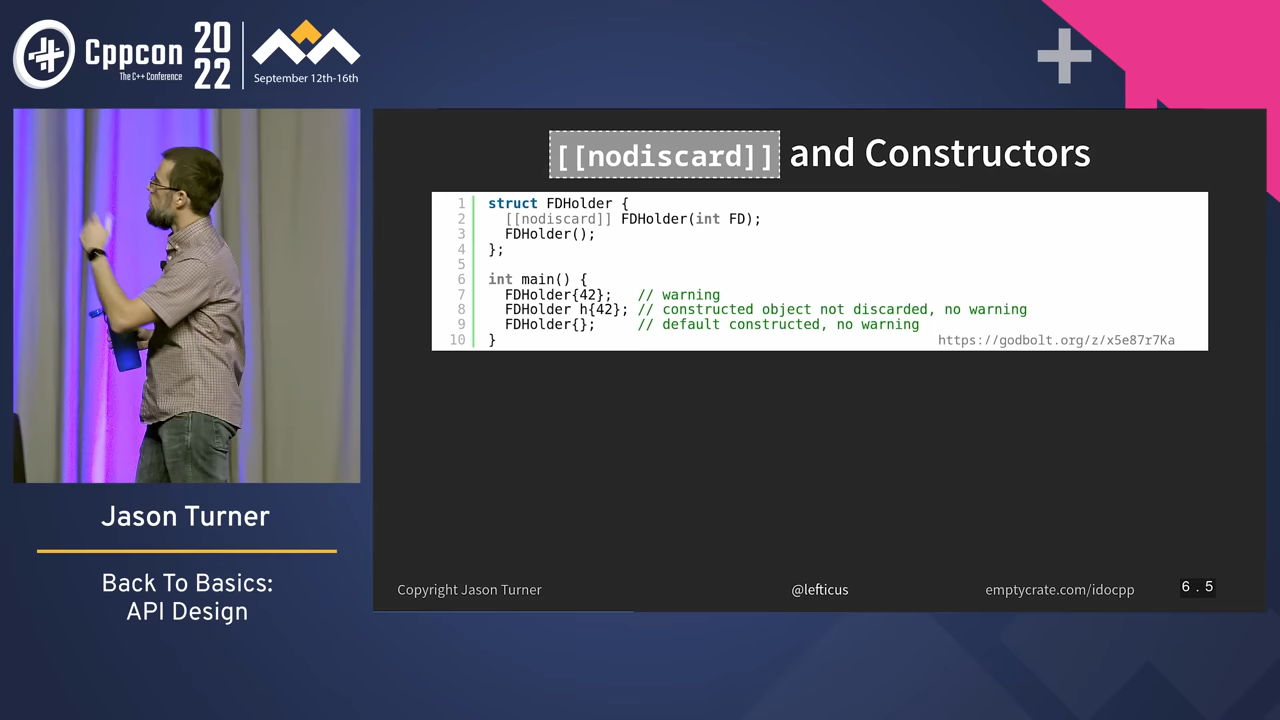 Cppcon
The C++ Conference
20
22
September 12th-16th
[[nodiscard]] and Constructors
1 struct FDHolder {
2   [[nodiscard]] FDHolder(int FD);
3   FDHolder();
4 };
5
6 int main() {
7   FDHolder{42};   // warning
8   FDHolder h{42}; // constructed object not discarded, no warning
9   FDHolder{};     // default constructed, no warning
10 }
https://godbolt.org/z/x5e87r7Ka
Jason Turner
Back To Basics:
API Design
Copyright Jason Turner
@lefticus
emptycrate.com/idocpp
6.5